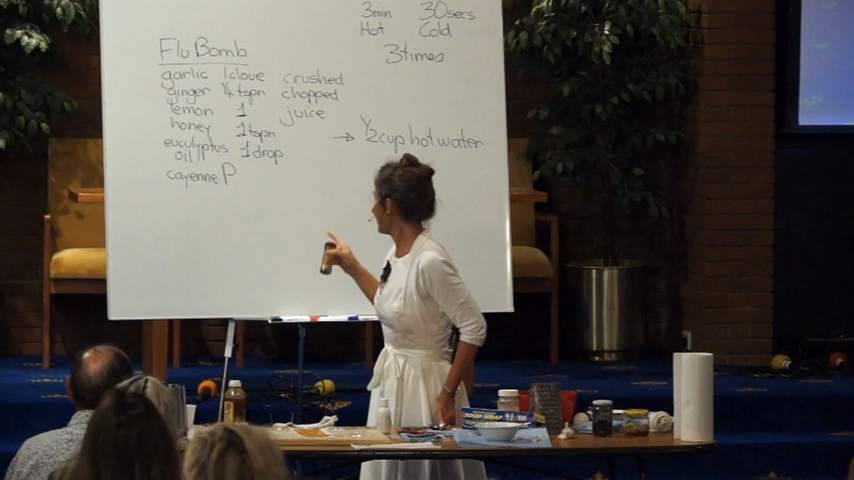 3min 30secs
Hot Cold
3times
Flu Bomb
garlic 1clove crushed
ginger 1/4 tspn chopped
lemon 1 juice
honey 1tspn
→ 1/2cup hot water
eucylyptus
oil 1 drop
cayenne P